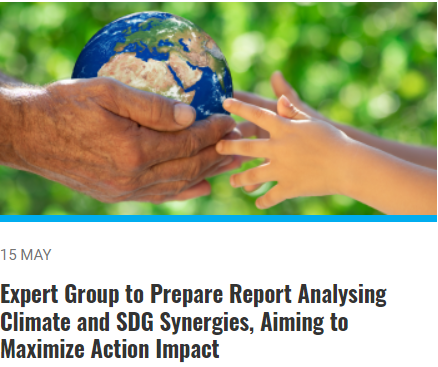 15 MAY
Expert Group to Prepare Report Analysing
Climate and SDG Synergies, Aiming to
Maximize Action Impact